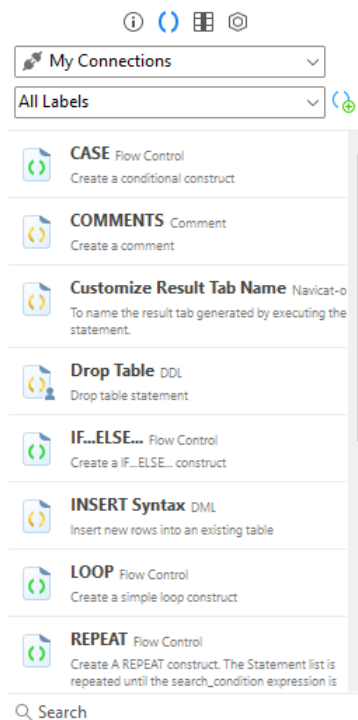 My Connections
All Labels
CASE Flow Control
Create a conditional construct
COMMENTS Comment
Create a comment
Customize Result Tab Name Navicat-o
To name the result tab generated by executing the
statement.
Drop Table DDL
Drop table statement
IF...ELSE... Flow Control
Create a IF...ELSE... construct
INSERT Syntax DML
Insert new rows into an existing table
LOOP Flow Control
Create a simple loop construct
REPEAT Flow Control
Create A REPEAT construct. The Statement list is
repeated until the search_condition expression is
Search